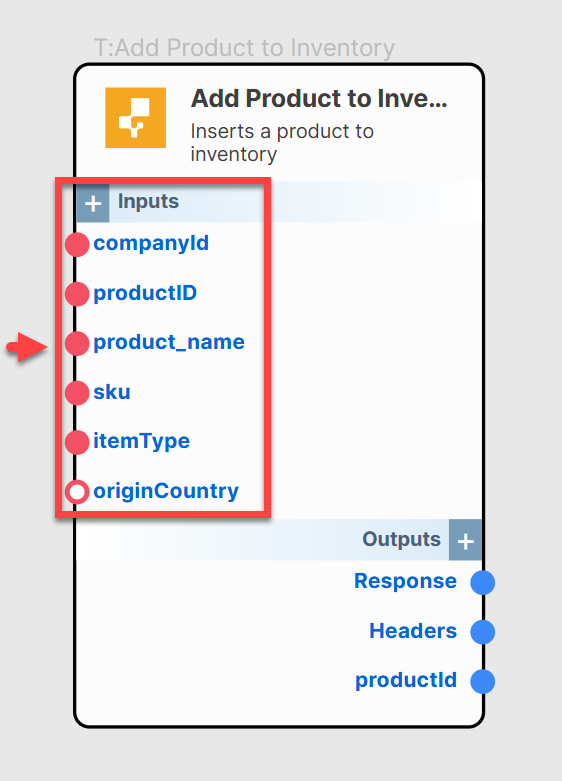 T:Add Product to Inventory
Add Product to Inve...
Inserts a product to
inventory
+ Inputs
companyId
productID
product_name
sku
itemType
originCountry
Outputs +
Response
Headers
productId